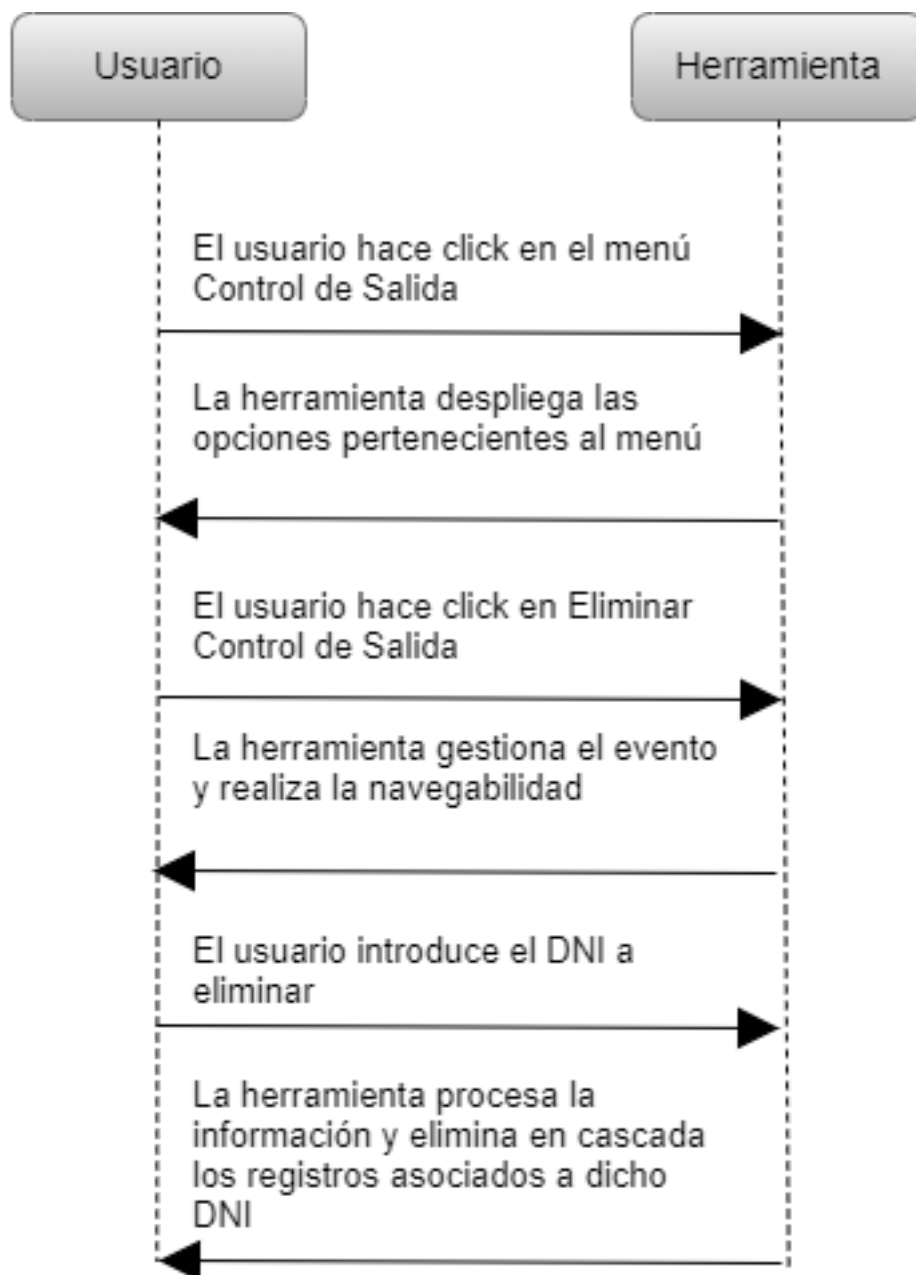 Usuario
Herramienta
El usuario hace click en el menú
Control de Salida
La herramienta despliega las
opciones pertenecientes al menú
El usuario hace click en Eliminar
Control de Salida
La herramienta gestiona el evento
y realiza la navegabilidad
El usuario introduce el DNI a
eliminar
La herramienta procesa la
información y elimina en cascada
los registros asociados a dicho
DNI